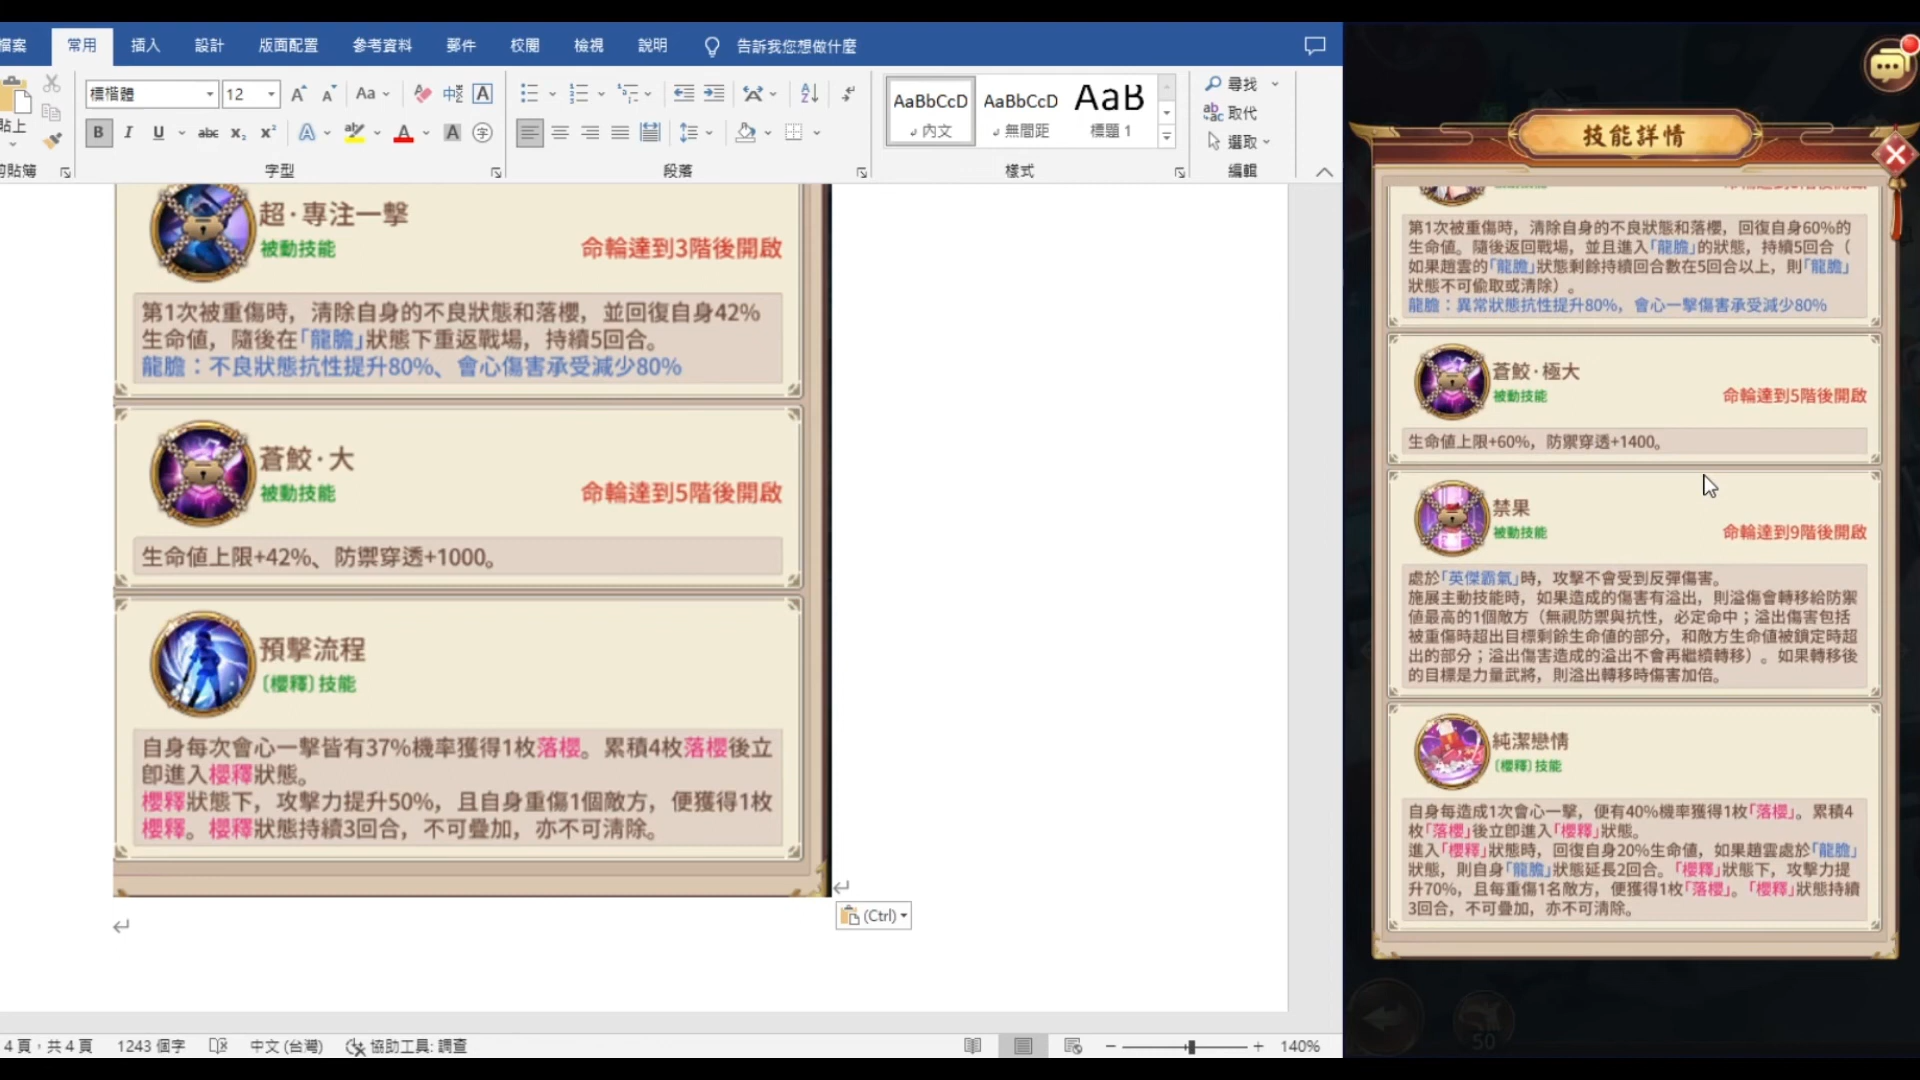 檔案 常用 插入 設計 版面配置 參考資料 郵件 校閱 檢視 說明 告訴我您想做什麼
標楷體 12
貼上
剪貼簿 字型 段落 樣式 編輯
AaBbCcD 內文
AaBbCcD 無間距
AaB 標題 1
尋找
取代
選取
超·專注一擊
被動技能
命輪達到3階後開啟
第1次被重傷時，清除自身的不良狀態和落櫻，並回復自身42%
生命值，隨後在「龍膽」狀態下重返戰場，持續5回合。
龍膽：不良狀態抗性提升80%、會心傷害承受減少80%
蒼鮫·大
被動技能
命輪達到5階後開啟
生命值上限+42%、防禦穿透+1000。
預擊流程
〔櫻釋〕技能
自身每次會心一擊皆有37%機率獲得1枚落櫻。累積4枚落櫻後立
即進入櫻釋狀態。
櫻釋狀態下，攻擊力提升50%，且自身重傷1個敵方，便獲得1枚
櫻釋。櫻釋狀態持續3回合，不可疊加，亦不可清除。
(Ctrl)
4 頁，共 4 頁 1243 個字 中文 (台灣) 協助工具: 調查 140%
技能詳情
第1次被重傷時，清除自身的不良狀態和落櫻，回復自身60%的
生命值。隨後返回戰場，並且進入「龍膽」的狀態，持續5回合（
如果趙雲的「龍膽」狀態剩餘持續回合數在5回合以上，則「龍膽」
狀態不可偷取或清除）。
龍膽：異常狀態抗性提升80%，會心一擊傷害承受減少80%
蒼鮫·極大
被動技能
命輪達到5階後開啟
生命值上限+60%，防禦穿透+1400。
禁果
被動技能
命輪達到9階後開啟
處於「英傑霸氣」時，攻擊不會受到反彈傷害。
施展主動技能時，如果造成的傷害有溢出，則溢傷會轉移給防禦
值最高的1個敵方（無視防禦與抗性，必定命中；溢出傷害包括
被重傷時超出目標剩餘生命值的部分，和敵方生命值被鎖定時超
出的部分；溢出傷害造成的溢出不會再繼續轉移）。如果轉移後
的目標是力量武將，則溢出轉移時傷害加倍。
純潔戀情
〔櫻釋〕技能
自身每造成1次會心一擊，便有40%機率獲得1枚「落櫻」。累積4
枚「落櫻」後立即進入「櫻釋」狀態。
進入「櫻釋」狀態時，回復自身20%生命值，如果趙雲處於「龍膽」
狀態，則自身「龍膽」狀態延長2回合。「櫻釋」狀態下，攻擊力提
升70%，且每重傷1名敵方，便獲得1枚「落櫻」。「櫻釋」狀態持續
3回合，不可疊加，亦不可清除。
50